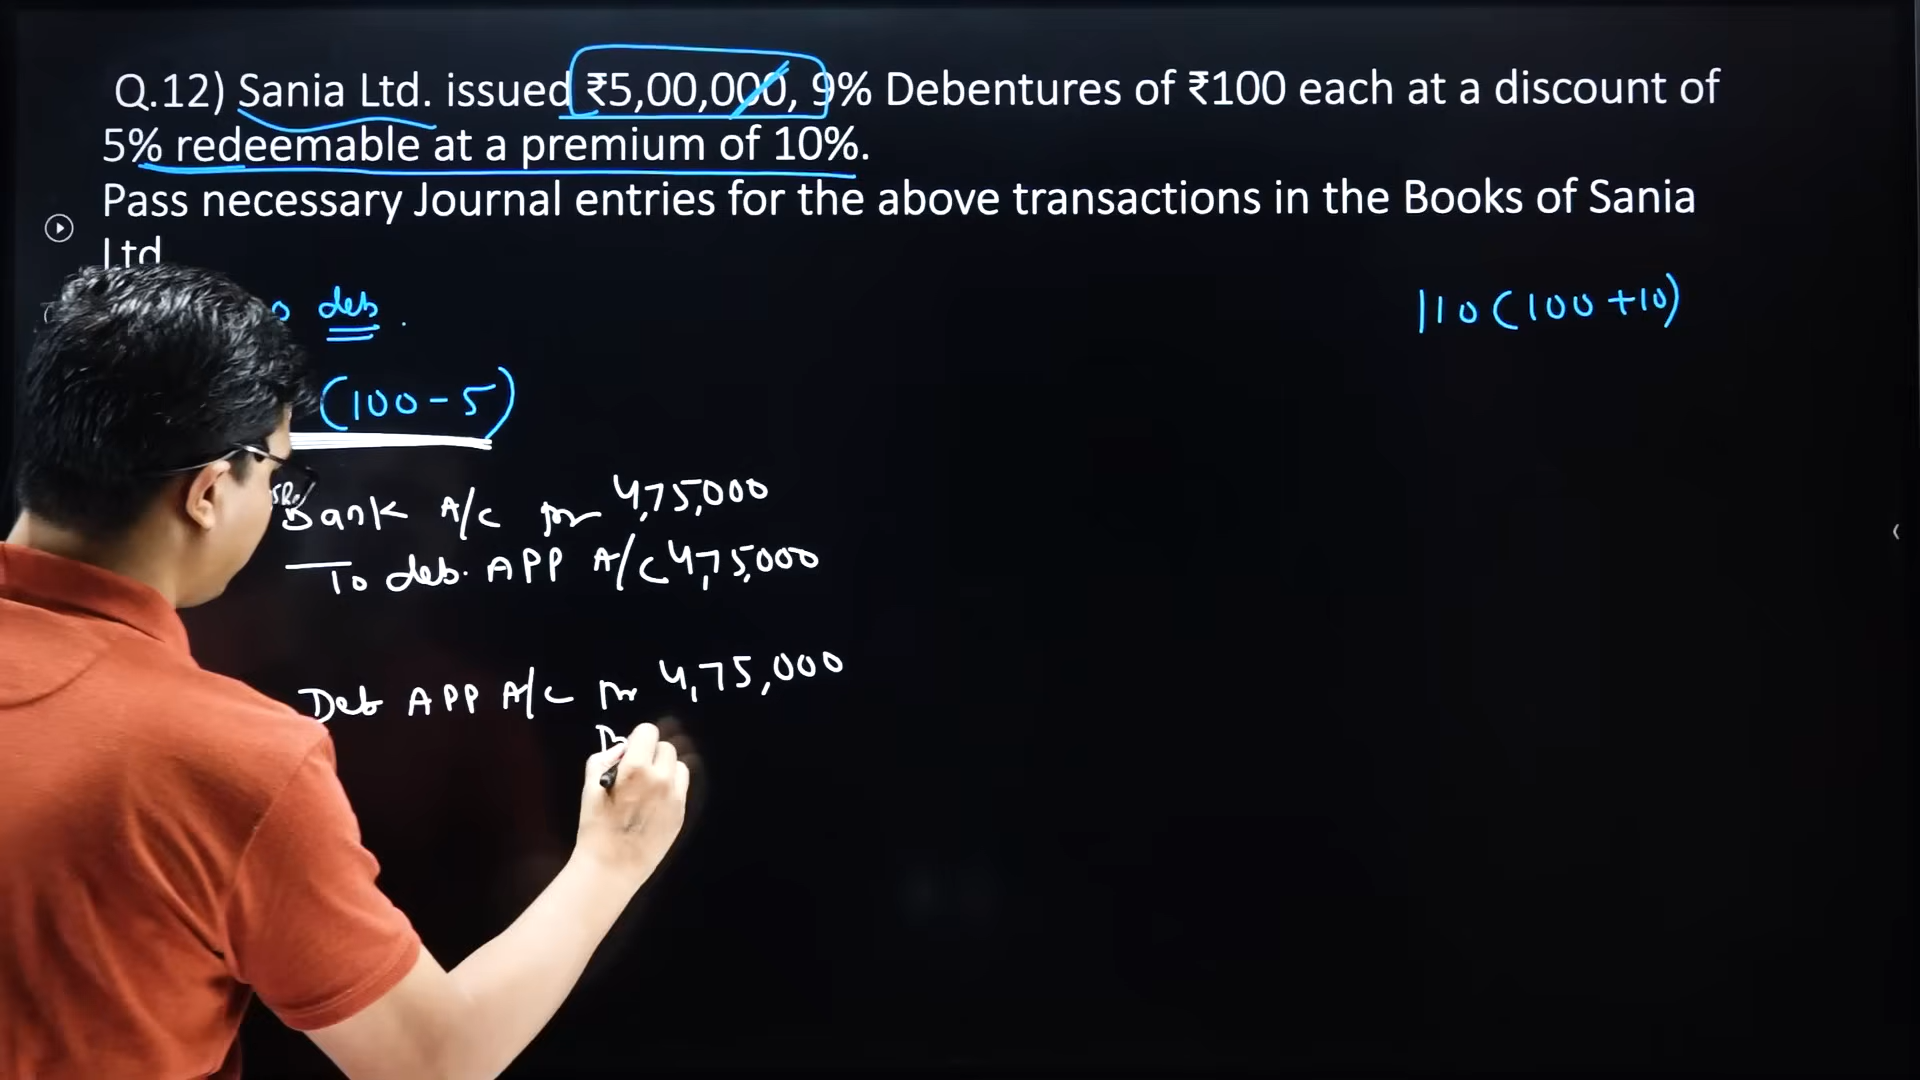 Q.12) Sania Ltd. issued ₹5,00,000, 9% Debentures of ₹100 each at a discount of
5% redeemable at a premium of 10%.
Pass necessary Journal entries for the above transactions in the Books of Sania
Ltd
deb.
110 (100 +10)
(100 - 5)
Bank A/c 4,75,000
To deb. APP A/C 4,75,000
Deb APP A/C 4,75,000